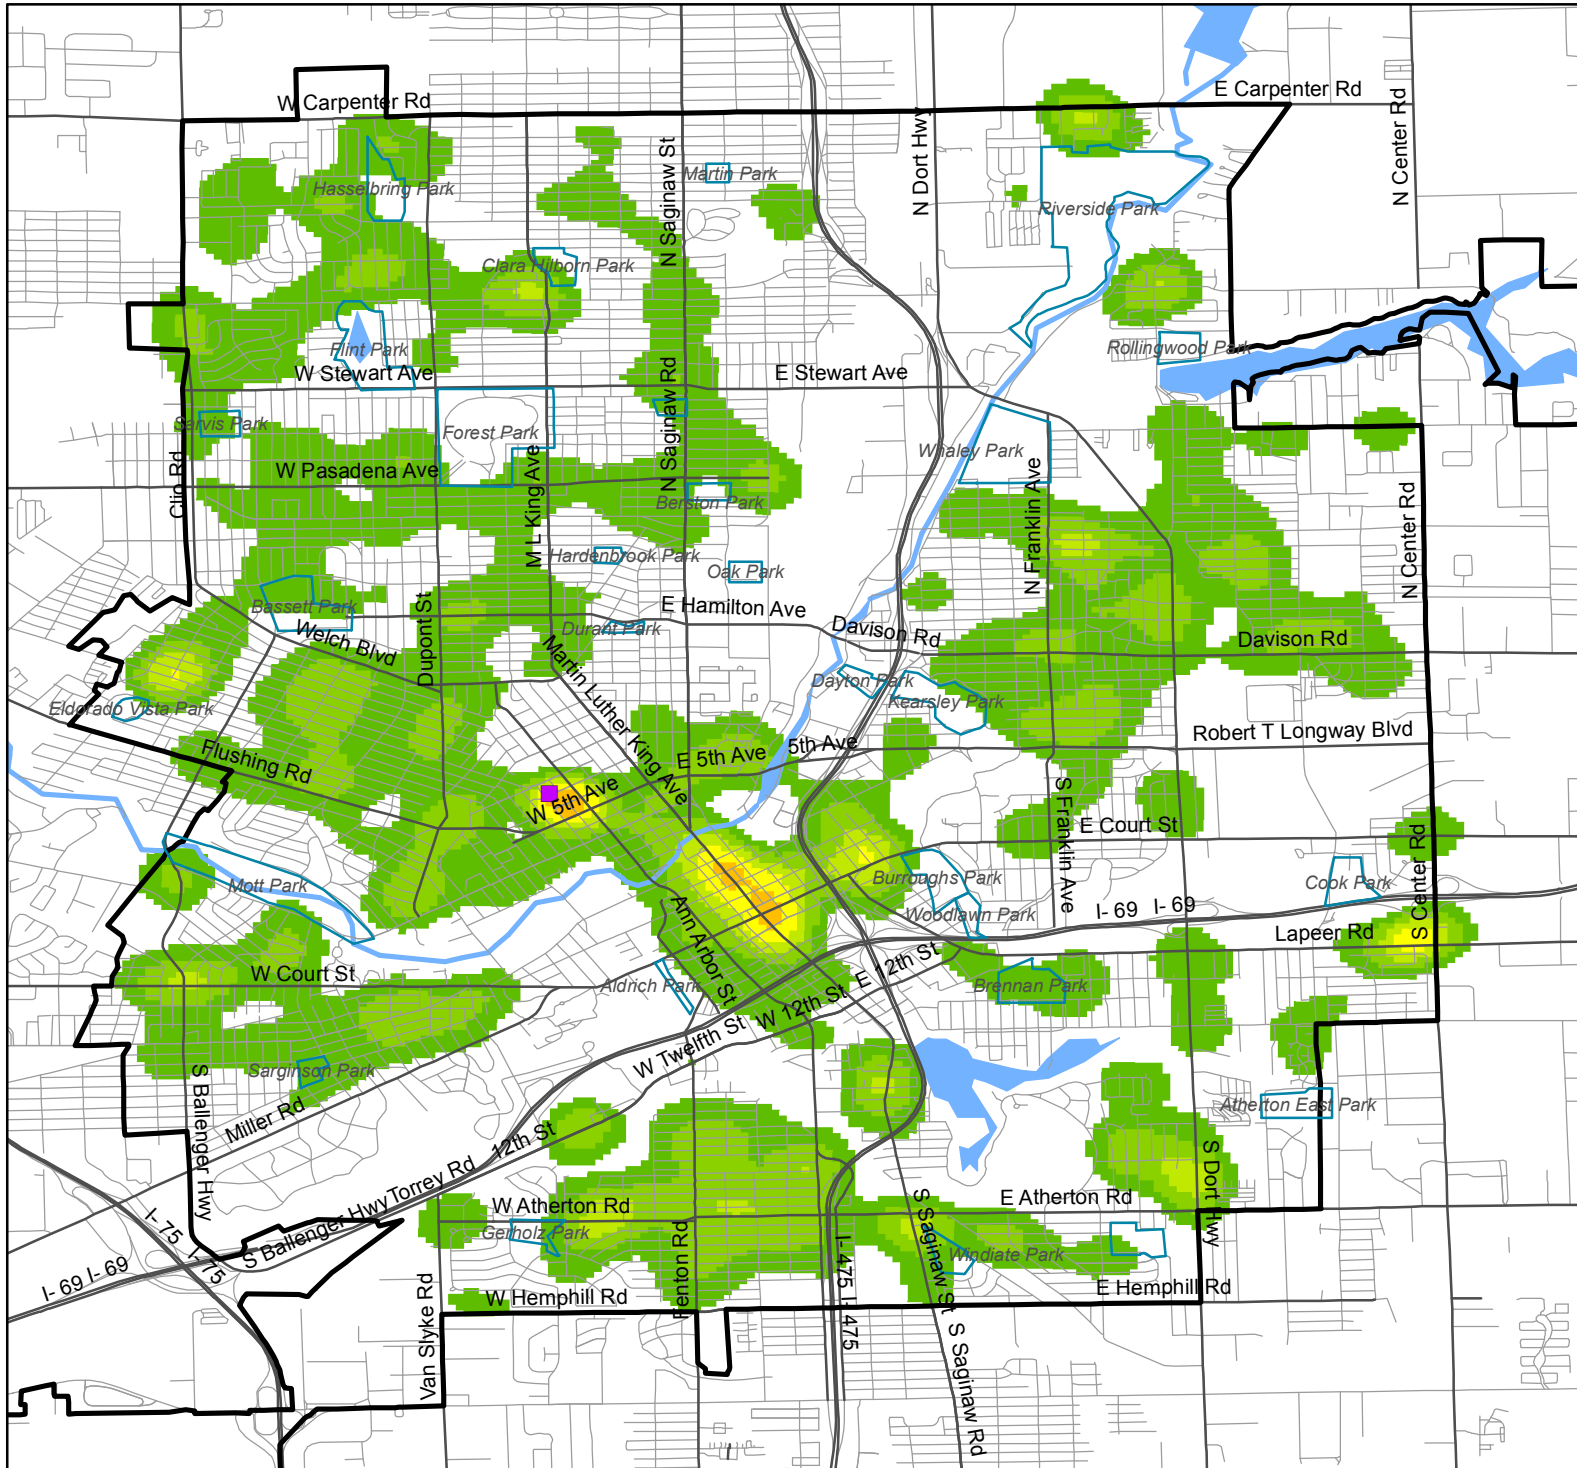 W Carpenter Rd
E Carpenter Rd
N Center Rd
N Dort Hwy
N Saginaw St
Martin Park
Hasselbring Park
Riverside Park
Clara Hilborn Park
Flint Park
Rollingwood Park
W Stewart Ave
E Stewart Ave
N Saginaw Rd
Sarvis Park
Forest Park
Whaley Park
W Pasadena Ave
Clio Rd
M L King Ave
Berston Park
N Franklin Ave
N Center Rd
Hardenbrook Park
Oak Park
Bassett Park
Dupont St
E Hamilton Ave
Durant Park
Welch Blvd
Davison Rd
Davison Rd
Martin Luther King Ave
Dayton Park
Kearsley Park
Eldorado Vista Park
Robert T Longway Blvd
Flushing Rd
E 5th Ave
5th Ave
W 5th Ave
S Franklin Ave
E Court St
S Center Rd
Mott Park
Burroughs Park
Cook Park
Woodlawn Park
I- 69
I- 69
Ann Arbor St
Lapeer Rd
W Court St
Aldrich Park
E 12th St
W 12th St
Brennan Park
W Twelfth St
Sarginson Park
S Ballenger Hwy
Miller Rd
12th St
Atherton East Park
S Dort Hwy
Torrey Rd
W Atherton Rd
E Atherton Rd
Gerholz Park
S Ballenger Hwy
I- 75
I- 75
I- 69
I- 69
Fenton Rd
I- 475
I- 475
S Saginaw St
Windiate Park
E Hemphill Rd
W Hemphill Rd
Van Slyke Rd
S Saginaw Rd